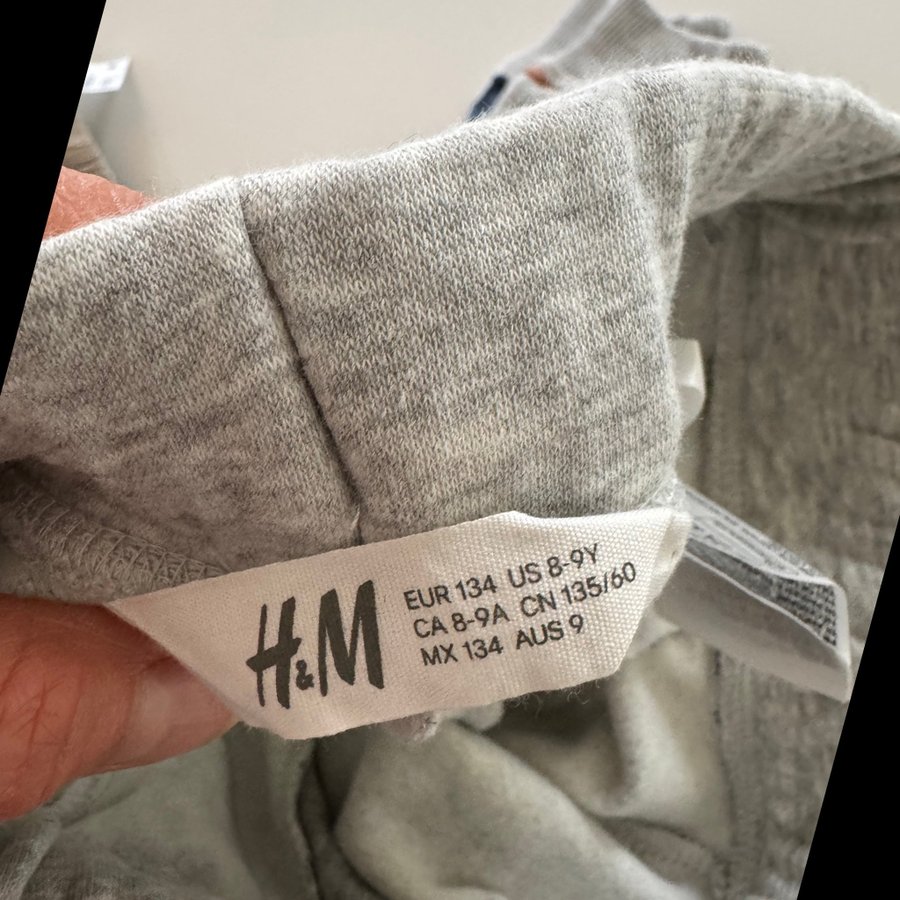 H&M
EUR 134 US 8-9Y
CA 8-9A CN 135/60
MX 134 AUS 9